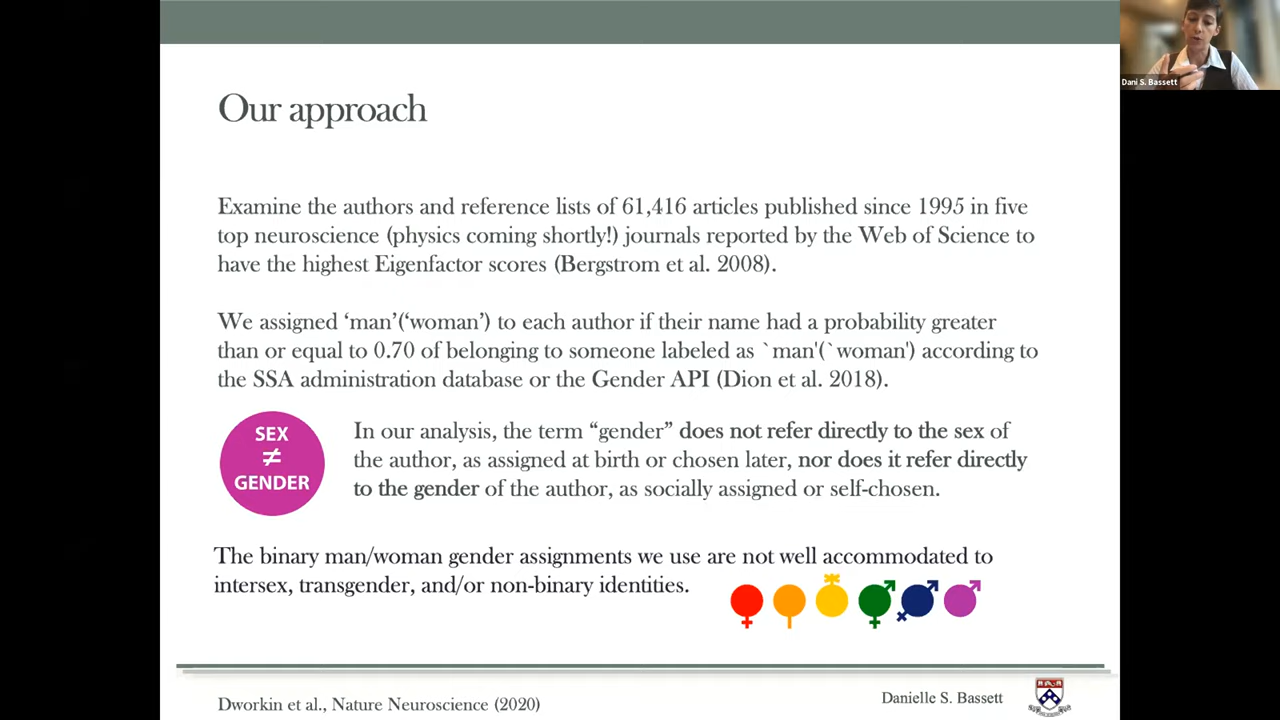 Dani S. Bassett
Our approach
Examine the authors and reference lists of 61,416 articles published since 1995 in five
top neuroscience (physics coming shortly!) journals reported by the Web of Science to
have the highest Eigenfactor scores (Bergstrom et al. 2008).
We assigned ‘man’(‘woman’) to each author if their name had a probability greater
than or equal to 0.70 of belonging to someone labeled as `man'(`woman') according to
the SSA administration database or the Gender API (Dion et al. 2018).
SEX
≠
GENDER
In our analysis, the term “gender” does not refer directly to the sex of
the author, as assigned at birth or chosen later, nor does it refer directly
to the gender of the author, as socially assigned or self-chosen.
The binary man/woman gender assignments we use are not well accommodated to
intersex, transgender, and/or non-binary identities.
Dworkin et al., Nature Neuroscience (2020)
Danielle S. Bassett